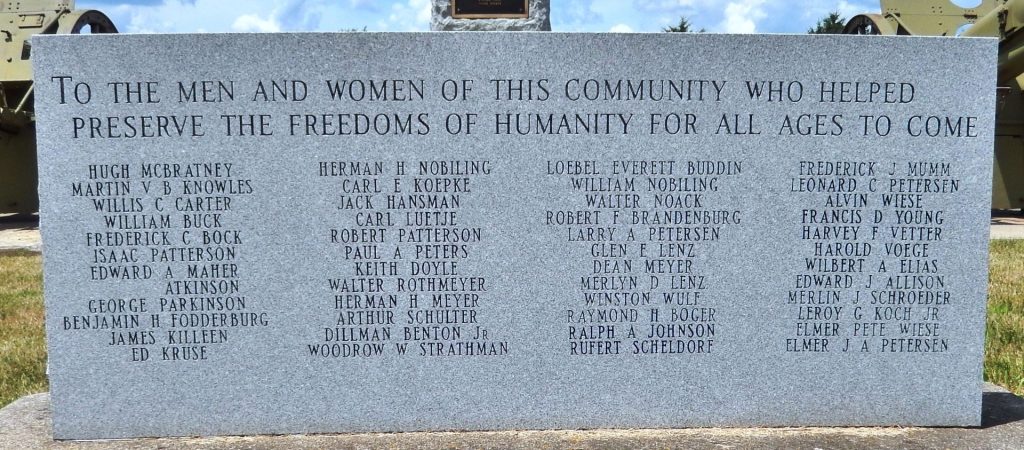 TO THE MEN AND WOMEN OF THIS COMMUNITY WHO HELPED
PRESERVE THE FREEDOMS OF HUMANITY FOR ALL AGES TO COME
HUGH MCBRATNEY
MARTIN V B KNOWLES
WILLIS C CARTER
WILLIAM BUCK
FREDERICK C BOCK
ISAAC PATTERSON
EDWARD A MAHER
ATKINSON
GEORGE PARKINSON
BENJAMIN H FODDERBURG
JAMES KILLEEN
ED KRUSE
HERMAN H NOBILING
CARL E KOEPKE
JACK HANSMAN
CARL LUETJE
ROBERT PATTERSON
PAUL A PETERS
KEITH DOYLE
WALTER ROTHMEYER
HERMAN H MEYER
ARTHUR SCHULTER
DILLMAN BENTON JR
WOODROW W STRATHMAN
LOEBEL EVERETT BUDDIN
WILLIAM NOBILING
WALTER NOACK
ROBERT F BRANDENBURG
LARRY A PETERSEN
GLEN E LENZ
DEAN MEYER
MERLYN D LENZ
WINSTON WULF
RAYMOND H BOGER
RALPH A JOHNSON
RUFERT SCHELDORF
FREDERICK J MUMM
LEONARD C PETERSEN
ALVIN WIESE
FRANCIS D YOUNG
HARVEY F VETTER
HAROLD VOEGE
WILBERT A ELIAS
EDWARD J ALLISON
MERLIN J SCHROEDER
LEROY G KOCH JR
ELMER PETE WIESE
ELMER J A PETERSEN